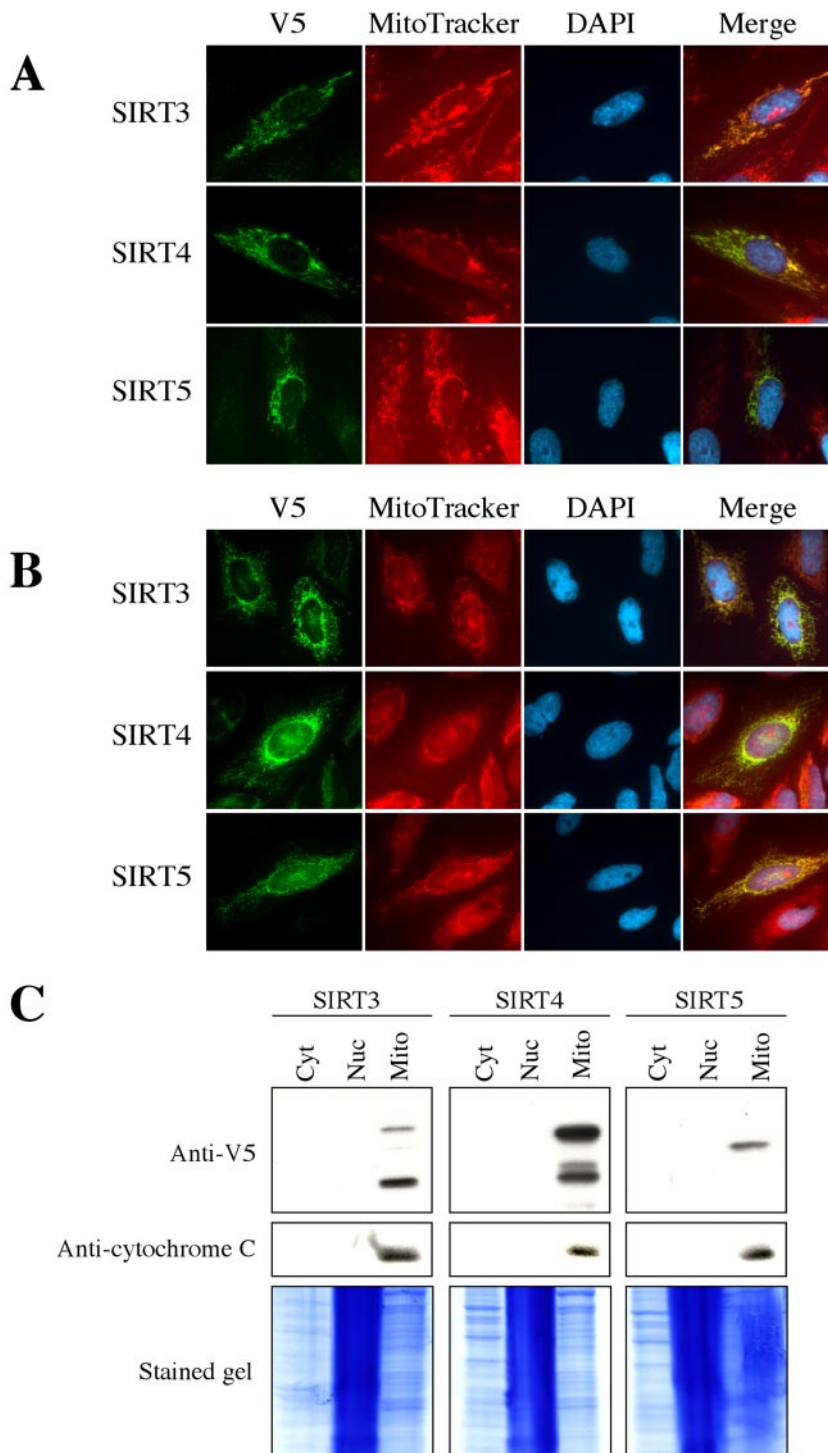 V5 MitoTracker DAPI Merge
A
SIRT3
SIRT4
SIRT5
V5 MitoTracker DAPI Merge
B
SIRT3
SIRT4
SIRT5
C
SIRT3 SIRT4 SIRT5
Cyt Nuc Mito Cyt Nuc Mito Cyt Nuc Mito
Anti-V5
Anti-cytochrome C
Stained gel